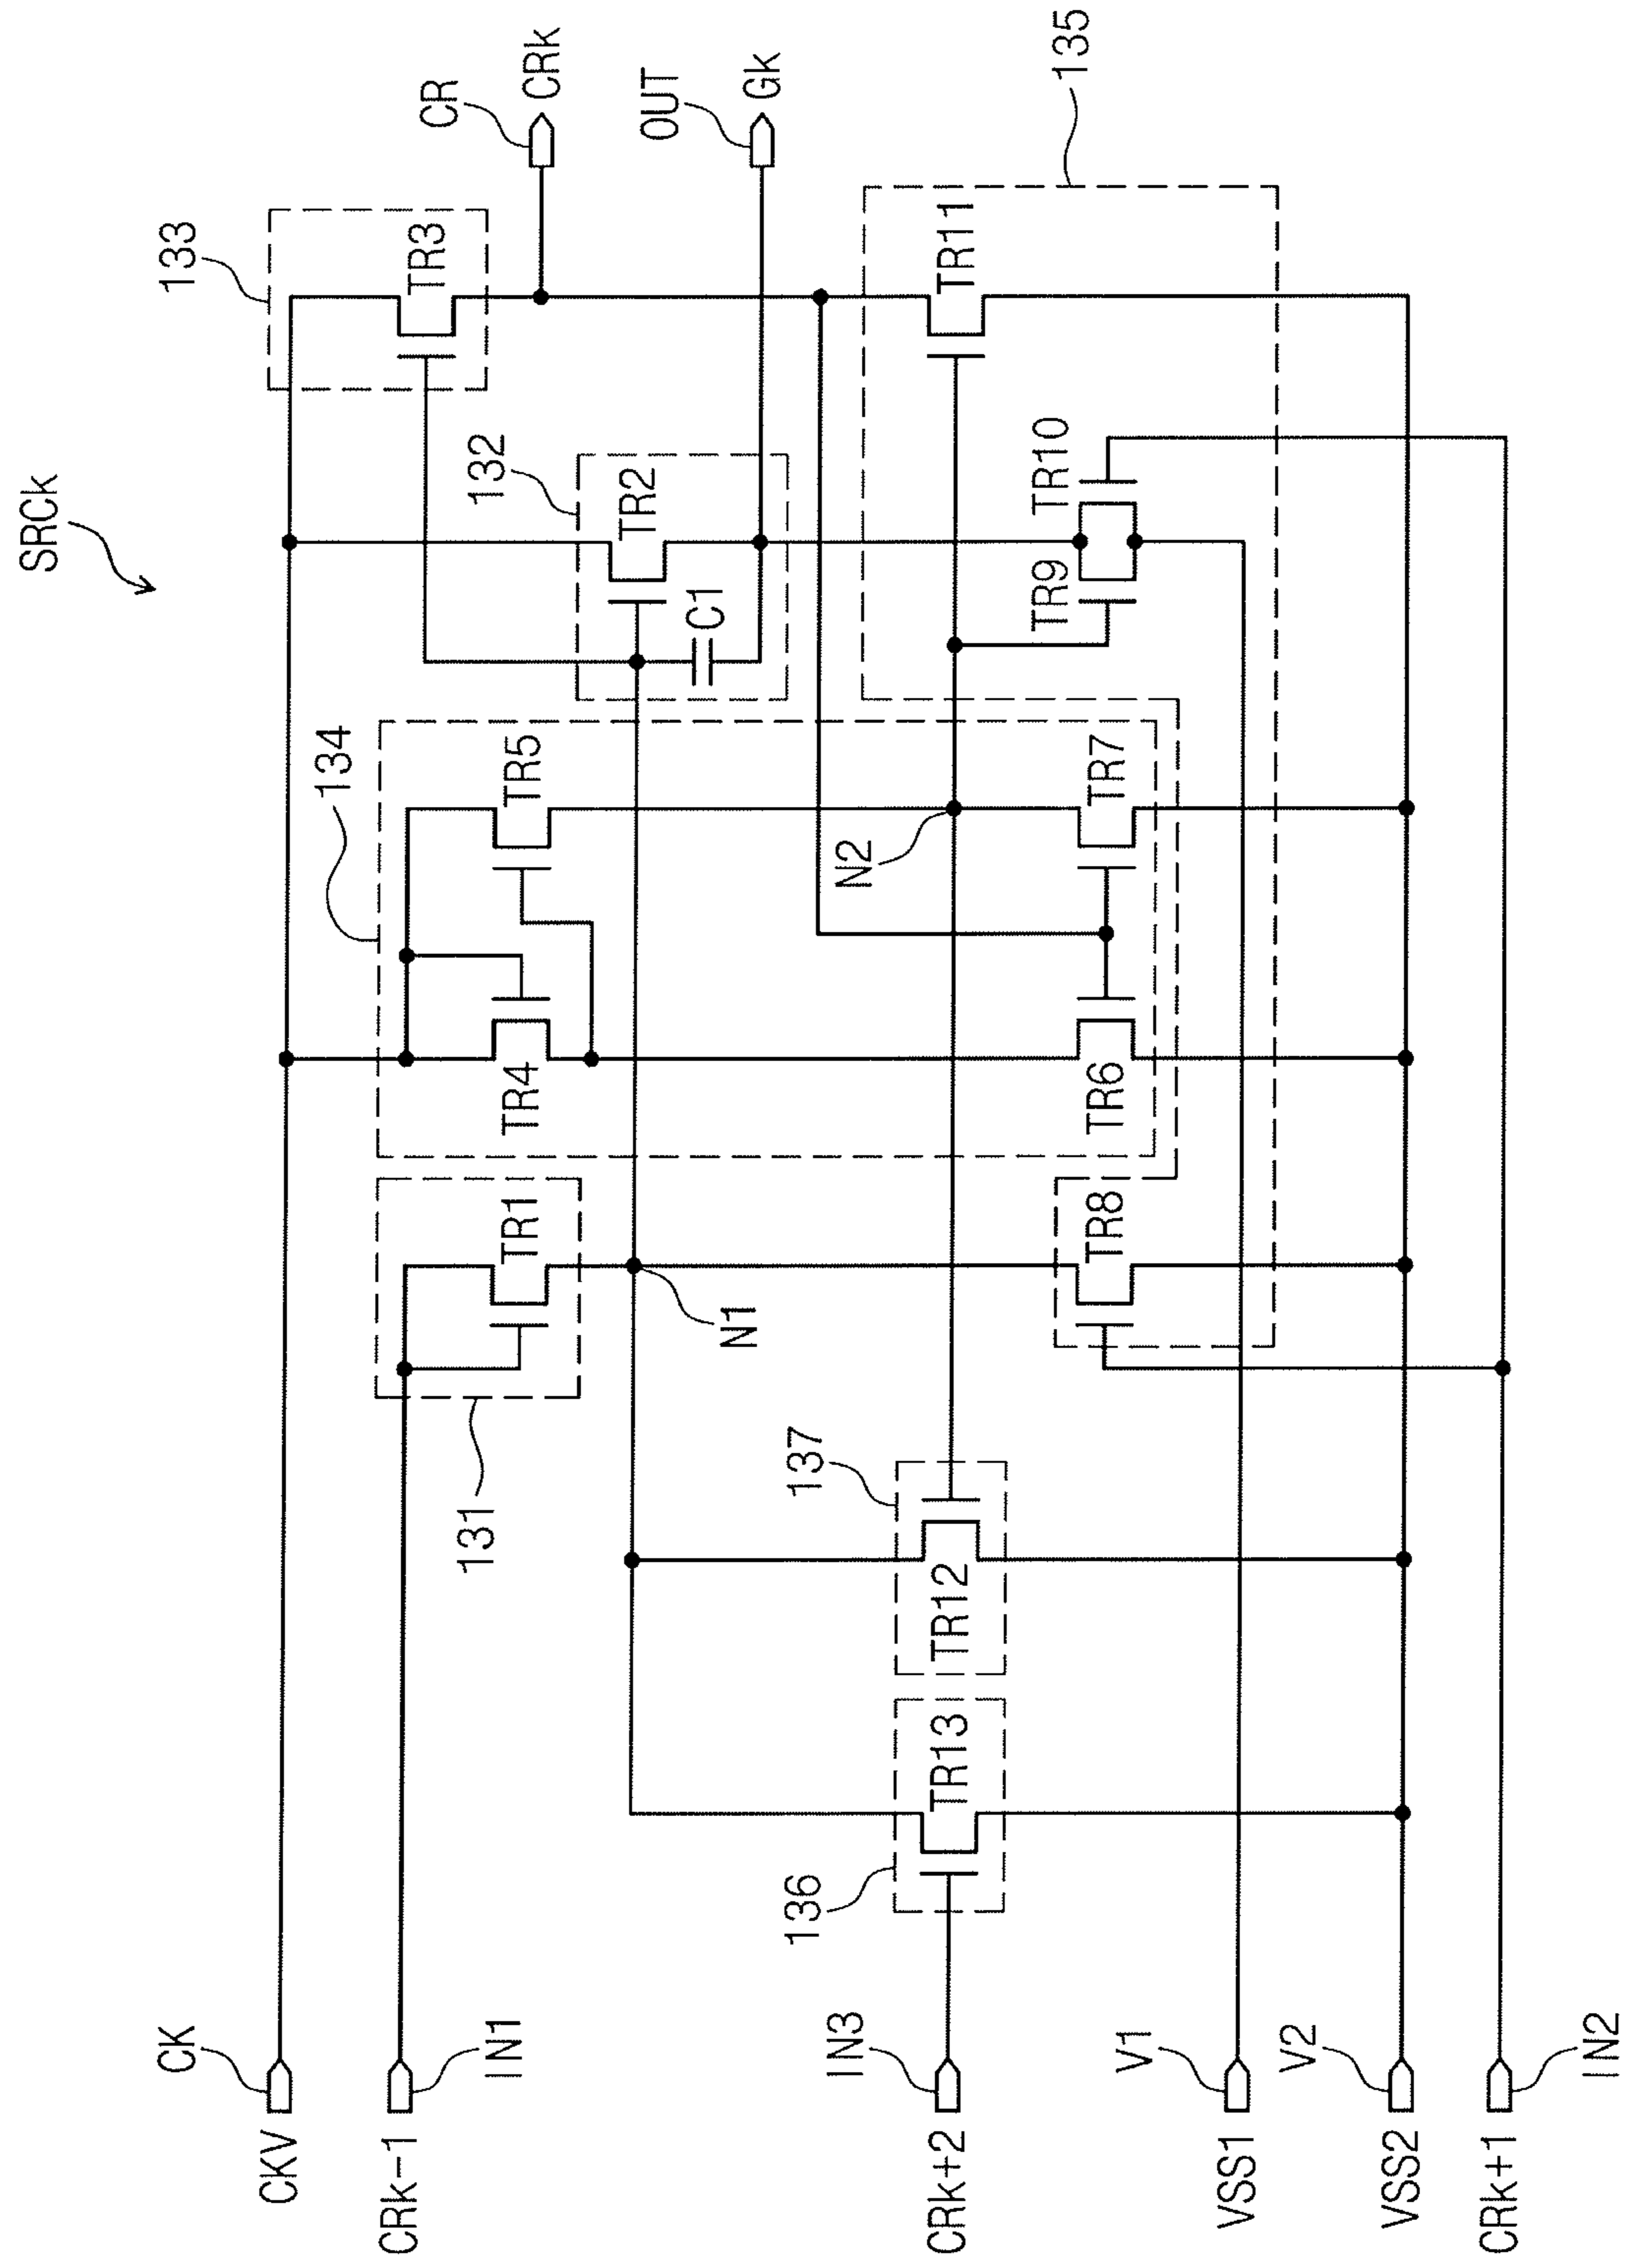 SRCk
133
TR3
CR
CRk
132
TR2
C1
OUT
Gk
134
TR5
TR4
N2
TR7
TR6
135
TR11
TR10
TR9
131
TR1
N1
TR8
137
TR12
136
TR13
CK
CKV
IN1
CRk-1
IN3
CRk+2
V1
VSS1
V2
VSS2
IN2
CRk+1